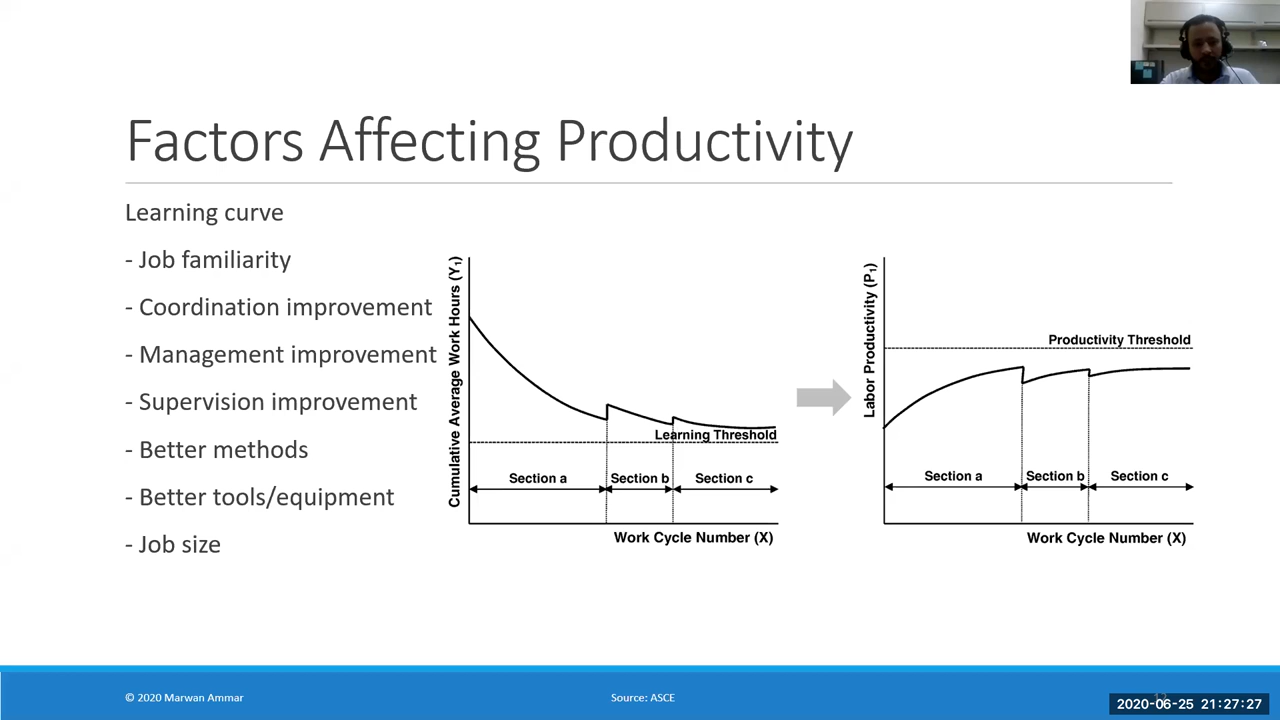 Factors Affecting Productivity
Learning curve
- Job familiarity
- Coordination improvement
- Management improvement
- Supervision improvement
- Better methods
- Better tools/equipment
- Job size
Cumulative Average Work Hours (Y1)
Learning Threshold
Section a
Section b
Section c
Work Cycle Number (X)
Labor Productivity (P1)
Productivity Threshold
Section a
Section b
Section c
Work Cycle Number (X)
© 2020 Marwan Ammar
Source: ASCE
2020-06-25 21:27:27